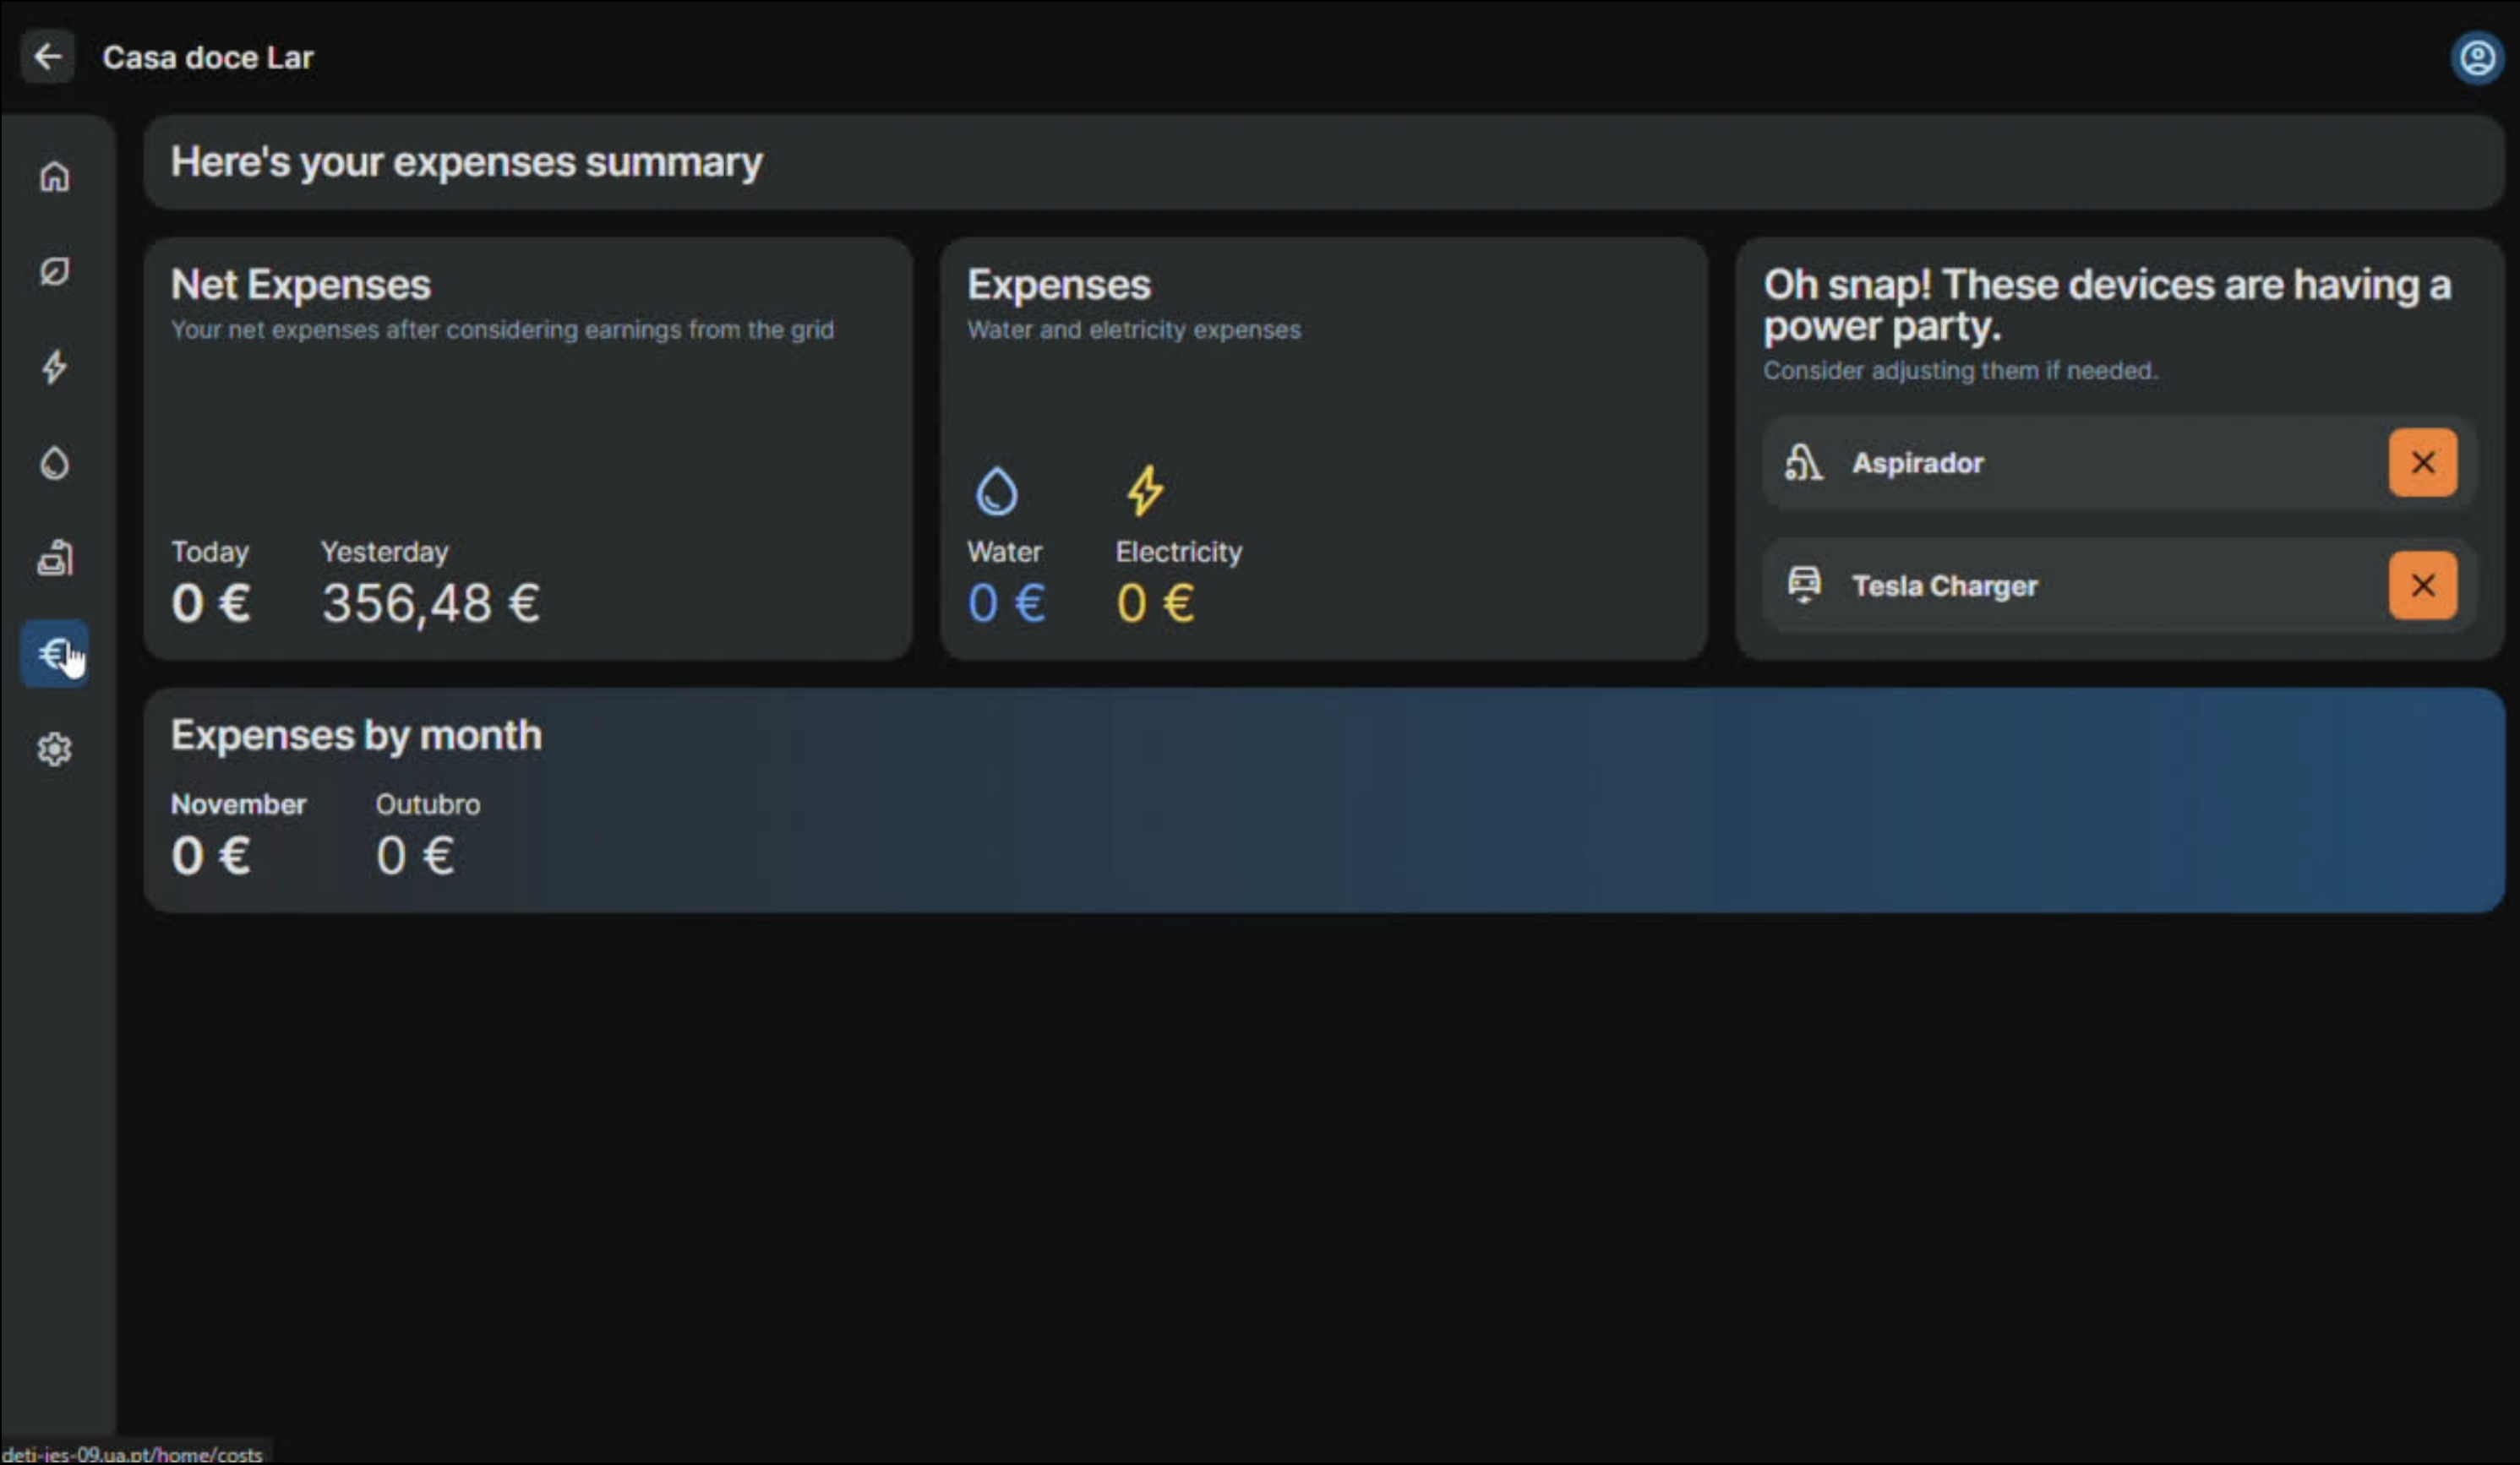 Casa doce Lar
Here's your expenses summary
Net Expenses
Your net expenses after considering earnings from the grid
Today
0 €
Yesterday
356,48 €
Expenses
Water and eletricity expenses
Water
0 €
Electricity
0 €
Oh snap! These devices are having a
power party.
Consider adjusting them if needed.
Aspirador
Tesla Charger
€
Expenses by month
November
0 €
Outubro
0 €
deti-ies-09.ua.pt/home/costs